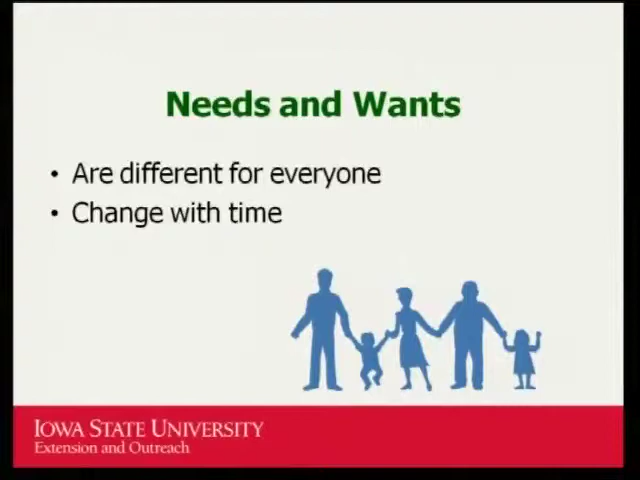 Needs and Wants
• Are different for everyone
• Change with time
IOWA STATE UNIVERSITY
Extension and Outreach